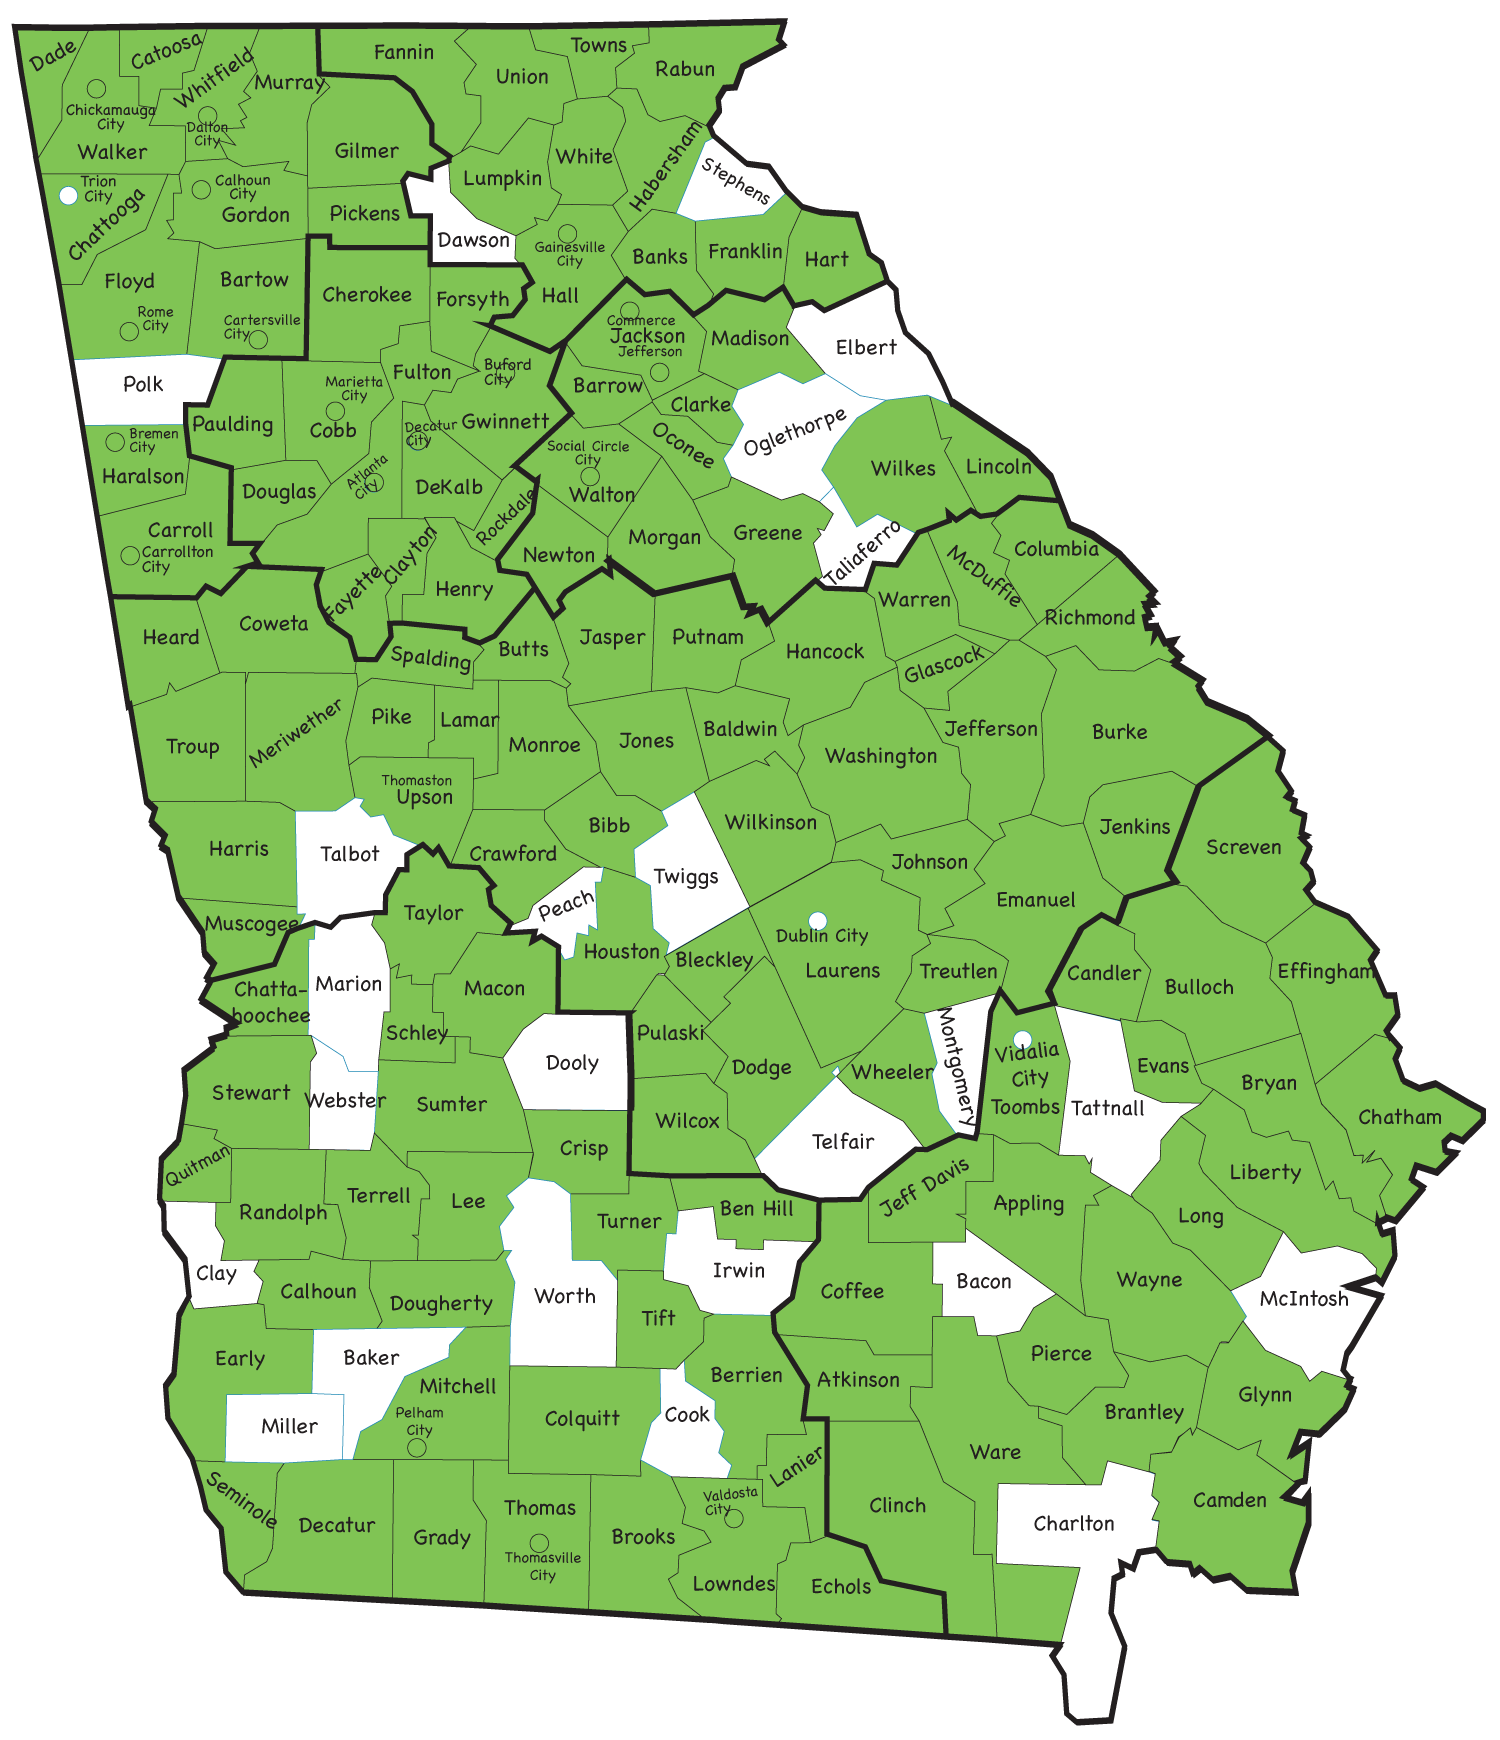 Dade
Catoosa
Whitfield
Murray
Fannin
Union
Towns
Rabun
Chickamauga
City
Dalton
City
Walker
Gilmer
White
Lumpkin
Habersham
Stephens
Trion
City
Calhoun
City
Chattooga
Gordon
Pickens
Dawson
Gainesville
City
Banks
Franklin
Hart
Floyd
Bartow
Cherokee
Forsyth
Hall
Rome
City
Cartersville
City
Commerce
Jackson
Jefferson
Madison
Elbert
Polk
Marietta
City
Fulton
Buford
City
Barrow
Clarke
Paulding
Cobb
Decatur
City
Gwinnett
Oconee
Oglethorpe
Bremen
City
Haralson
Douglas
Atlanta
City
DeKalb
Rockdale
Social Circle
City
Walton
Wilkes
Lincoln
Carroll
Carrollton
City
Clayton
Fayette
Henry
Newton
Morgan
Greene
Taliaferro
McDuffie
Columbia
Warren
Richmond
Heard
Coweta
Spalding
Butts
Jasper
Putnam
Hancock
Glascock
Troup
Meriwether
Pike
Lamar
Monroe
Jones
Baldwin
Washington
Jefferson
Burke
Thomaston
Upson
Bibb
Wilkinson
Jenkins
Screven
Harris
Talbot
Crawford
Twiggs
Johnson
Emanuel
Muscogee
Taylor
Peach
Houston
Bleckley
Dublin City
Laurens
Treutlen
Candler
Bulloch
Effingham
Chatta-
hoochee
Marion
Macon
Schley
Dooly
Pulaski
Dodge
Wheeler
Montgomery
Vidalia
City
Toombs
Tattnall
Evans
Bryan
Chatham
Stewart
Webster
Sumter
Crisp
Wilcox
Telfair
Quitman
Randolph
Terrell
Lee
Turner
Ben Hill
Jeff Davis
Appling
Long
Liberty
Clay
Calhoun
Dougherty
Worth
Irwin
Coffee
Bacon
Wayne
McIntosh
Tift
Early
Baker
Mitchell
Berrien
Atkinson
Pierce
Glynn
Miller
Pelham
City
Colquitt
Cook
Lanier
Ware
Brantley
Seminole
Decatur
Grady
Thomas
Thomasville
City
Brooks
Valdosta
City
Lowndes
Echols
Clinch
Charlton
Camden